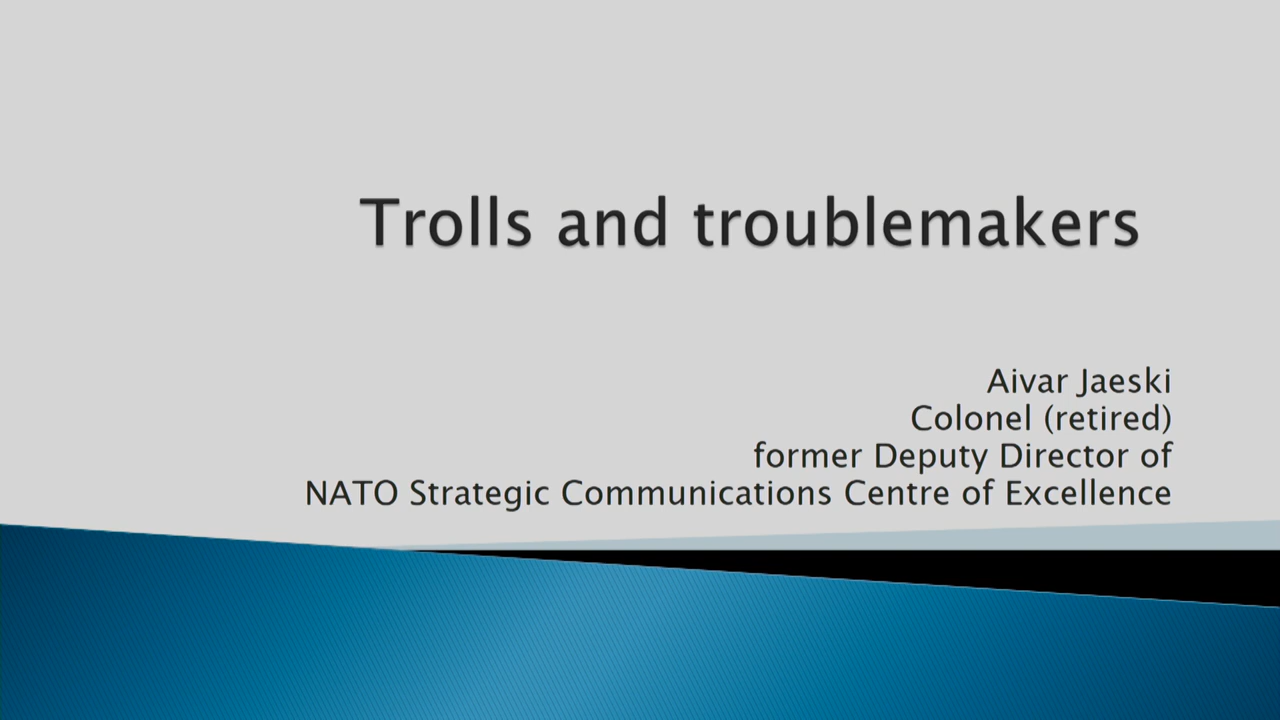 Trolls and troublemakers
Aivar Jaeski
Colonel (retired)
former Deputy Director of
NATO Strategic Communications Centre of Excellence